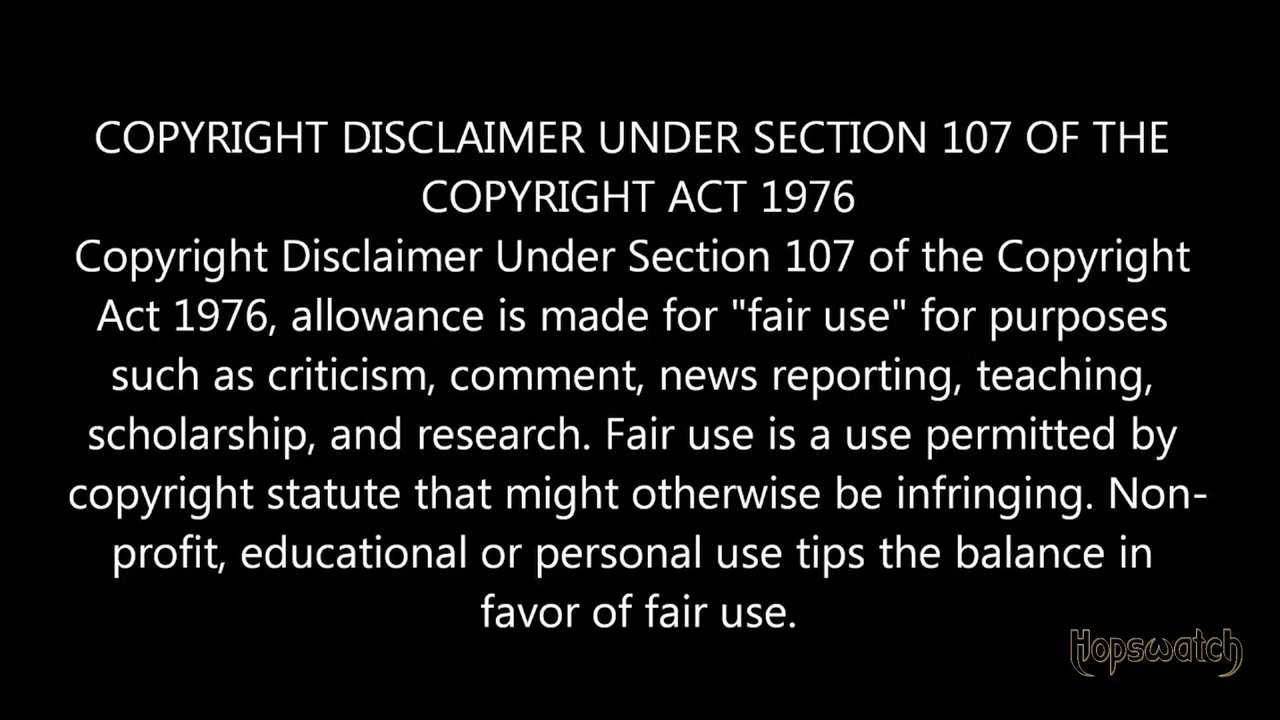 COPYRIGHT DISCLAIMER UNDER SECTION 107 OF THE
COPYRIGHT ACT 1976
Copyright Disclaimer Under Section 107 of the Copyright
Act 1976, allowance is made for "fair use" for purposes
such as criticism, comment, news reporting, teaching,
scholarship, and research. Fair use is a use permitted by
copyright statute that might otherwise be infringing. Non-
profit, educational or personal use tips the balance in
favor of fair use.
Hopswatch